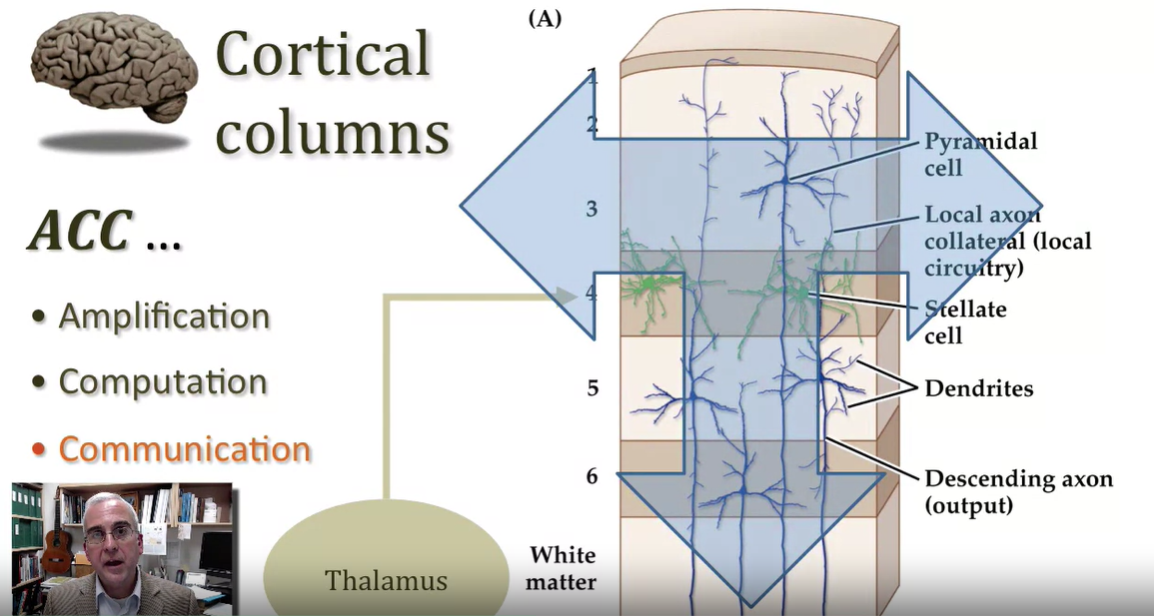 Cortical
columns
ACC ...
• Amplification
• Computation
• Communication
Thalamus
(A)
1
2
3
4
5
6
White
matter
Pyramidal
cell
Local axon
collateral (local
circuitry)
Stellate
cell
Dendrites
Descending axon
(output)